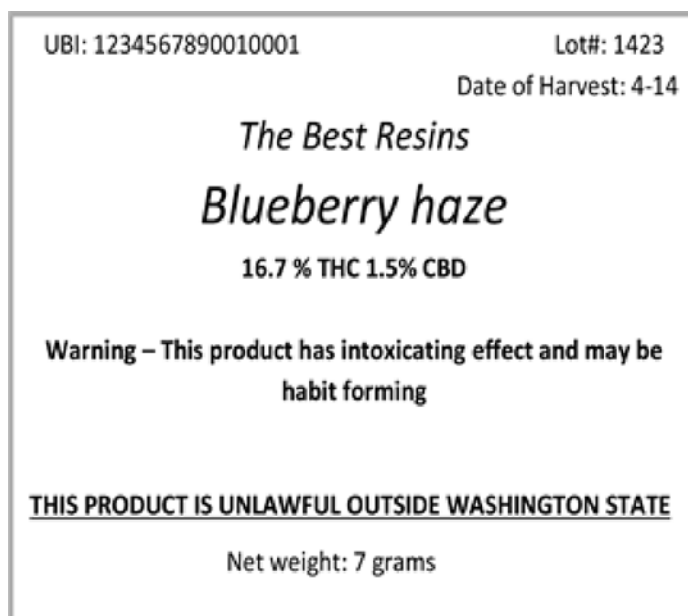 UBI: 1234567890010001 Lot#: 1423
Date of Harvest: 4-14
The Best Resins
Blueberry haze
16.7 % THC 1.5% CBD
Warning – This product has intoxicating effect and may be
habit forming
THIS PRODUCT IS UNLAWFUL OUTSIDE WASHINGTON STATE
Net weight: 7 grams